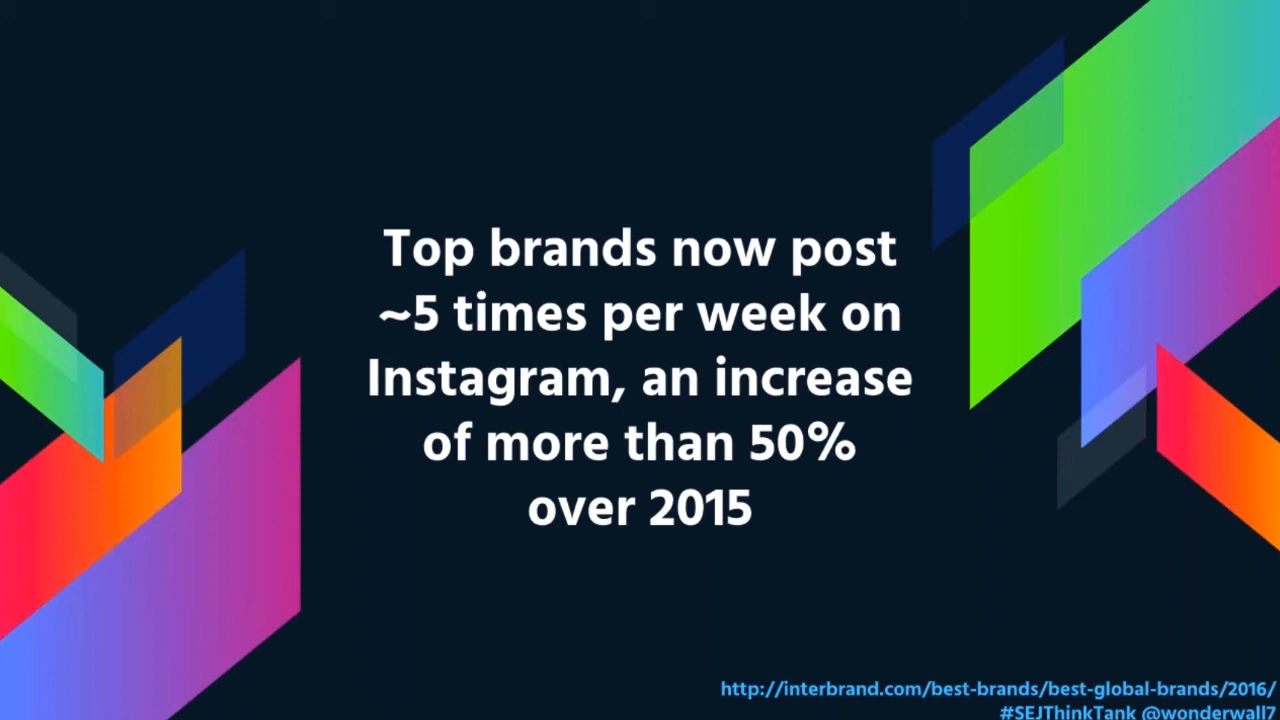 Top brands now post
~5 times per week on
Instagram, an increase
of more than 50%
over 2015
http://interbrand.com/best-brands/best-global-brands/2016/
#SEJThinkTank @wonderwall7